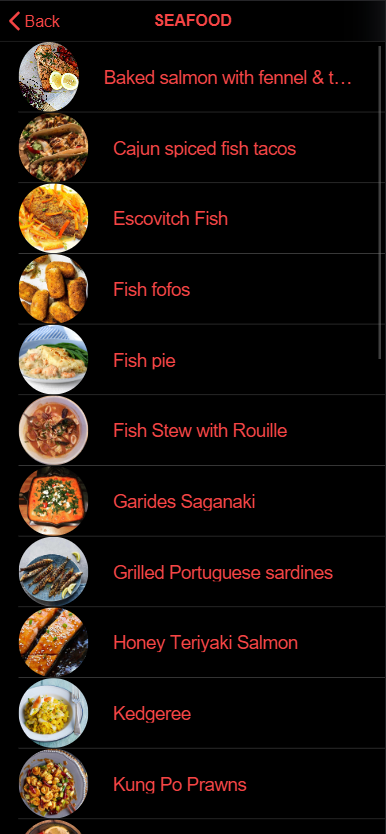 Back
SEAFOOD
Baked salmon with fennel & t…
Cajun spiced fish tacos
Escovitch Fish
Fish fofos
Fish pie
Fish Stew with Rouille
Garides Saganaki
Grilled Portuguese sardines
Honey Teriyaki Salmon
Kedgeree
Kung Po Prawns